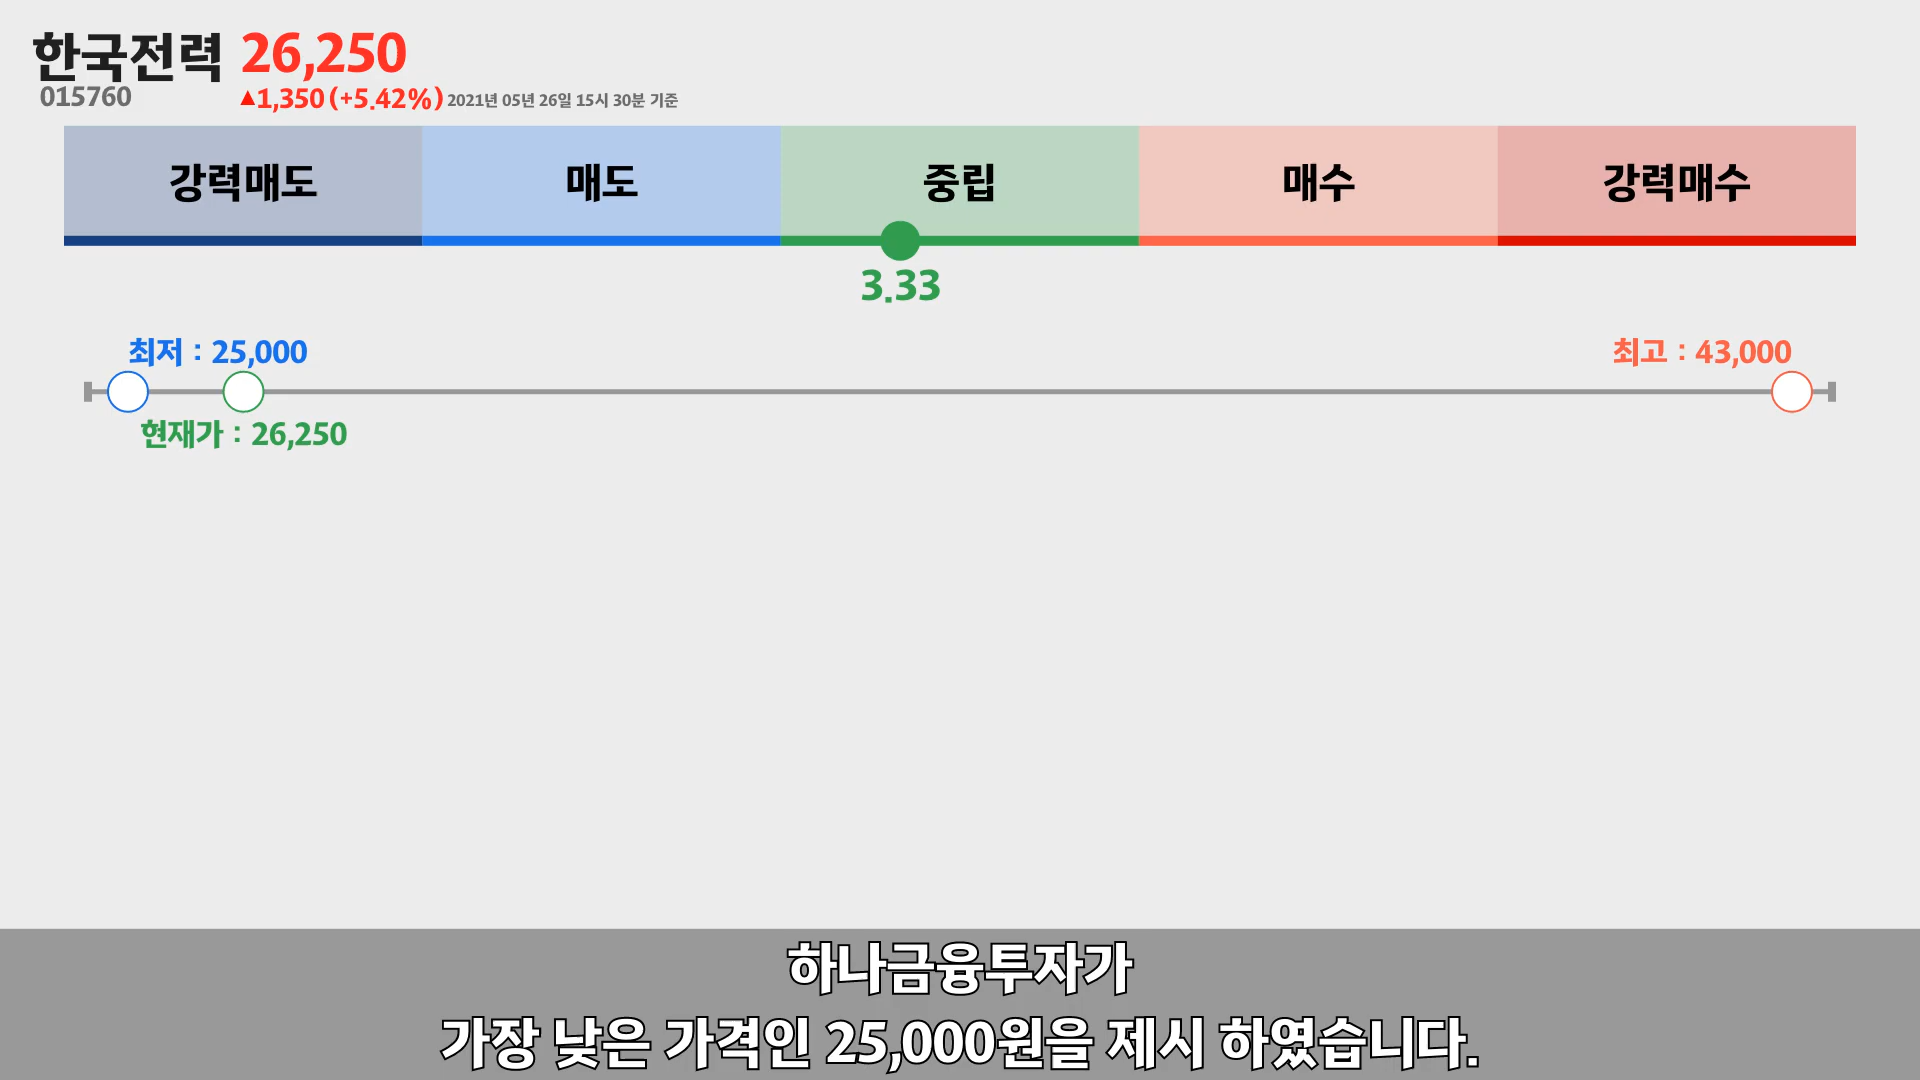 한국전력 26,250
015760 ▲1,350 (+5.42%) 2021년 05년 26일 15시 30분 기준
강력매도 매도 중립 매수 강력매수
3.33
최저 : 25,000 최고 : 43,000
현재가 : 26,250
하나금융투자가
가장 낮은 가격인 25,000원을 제시 하였습니다.